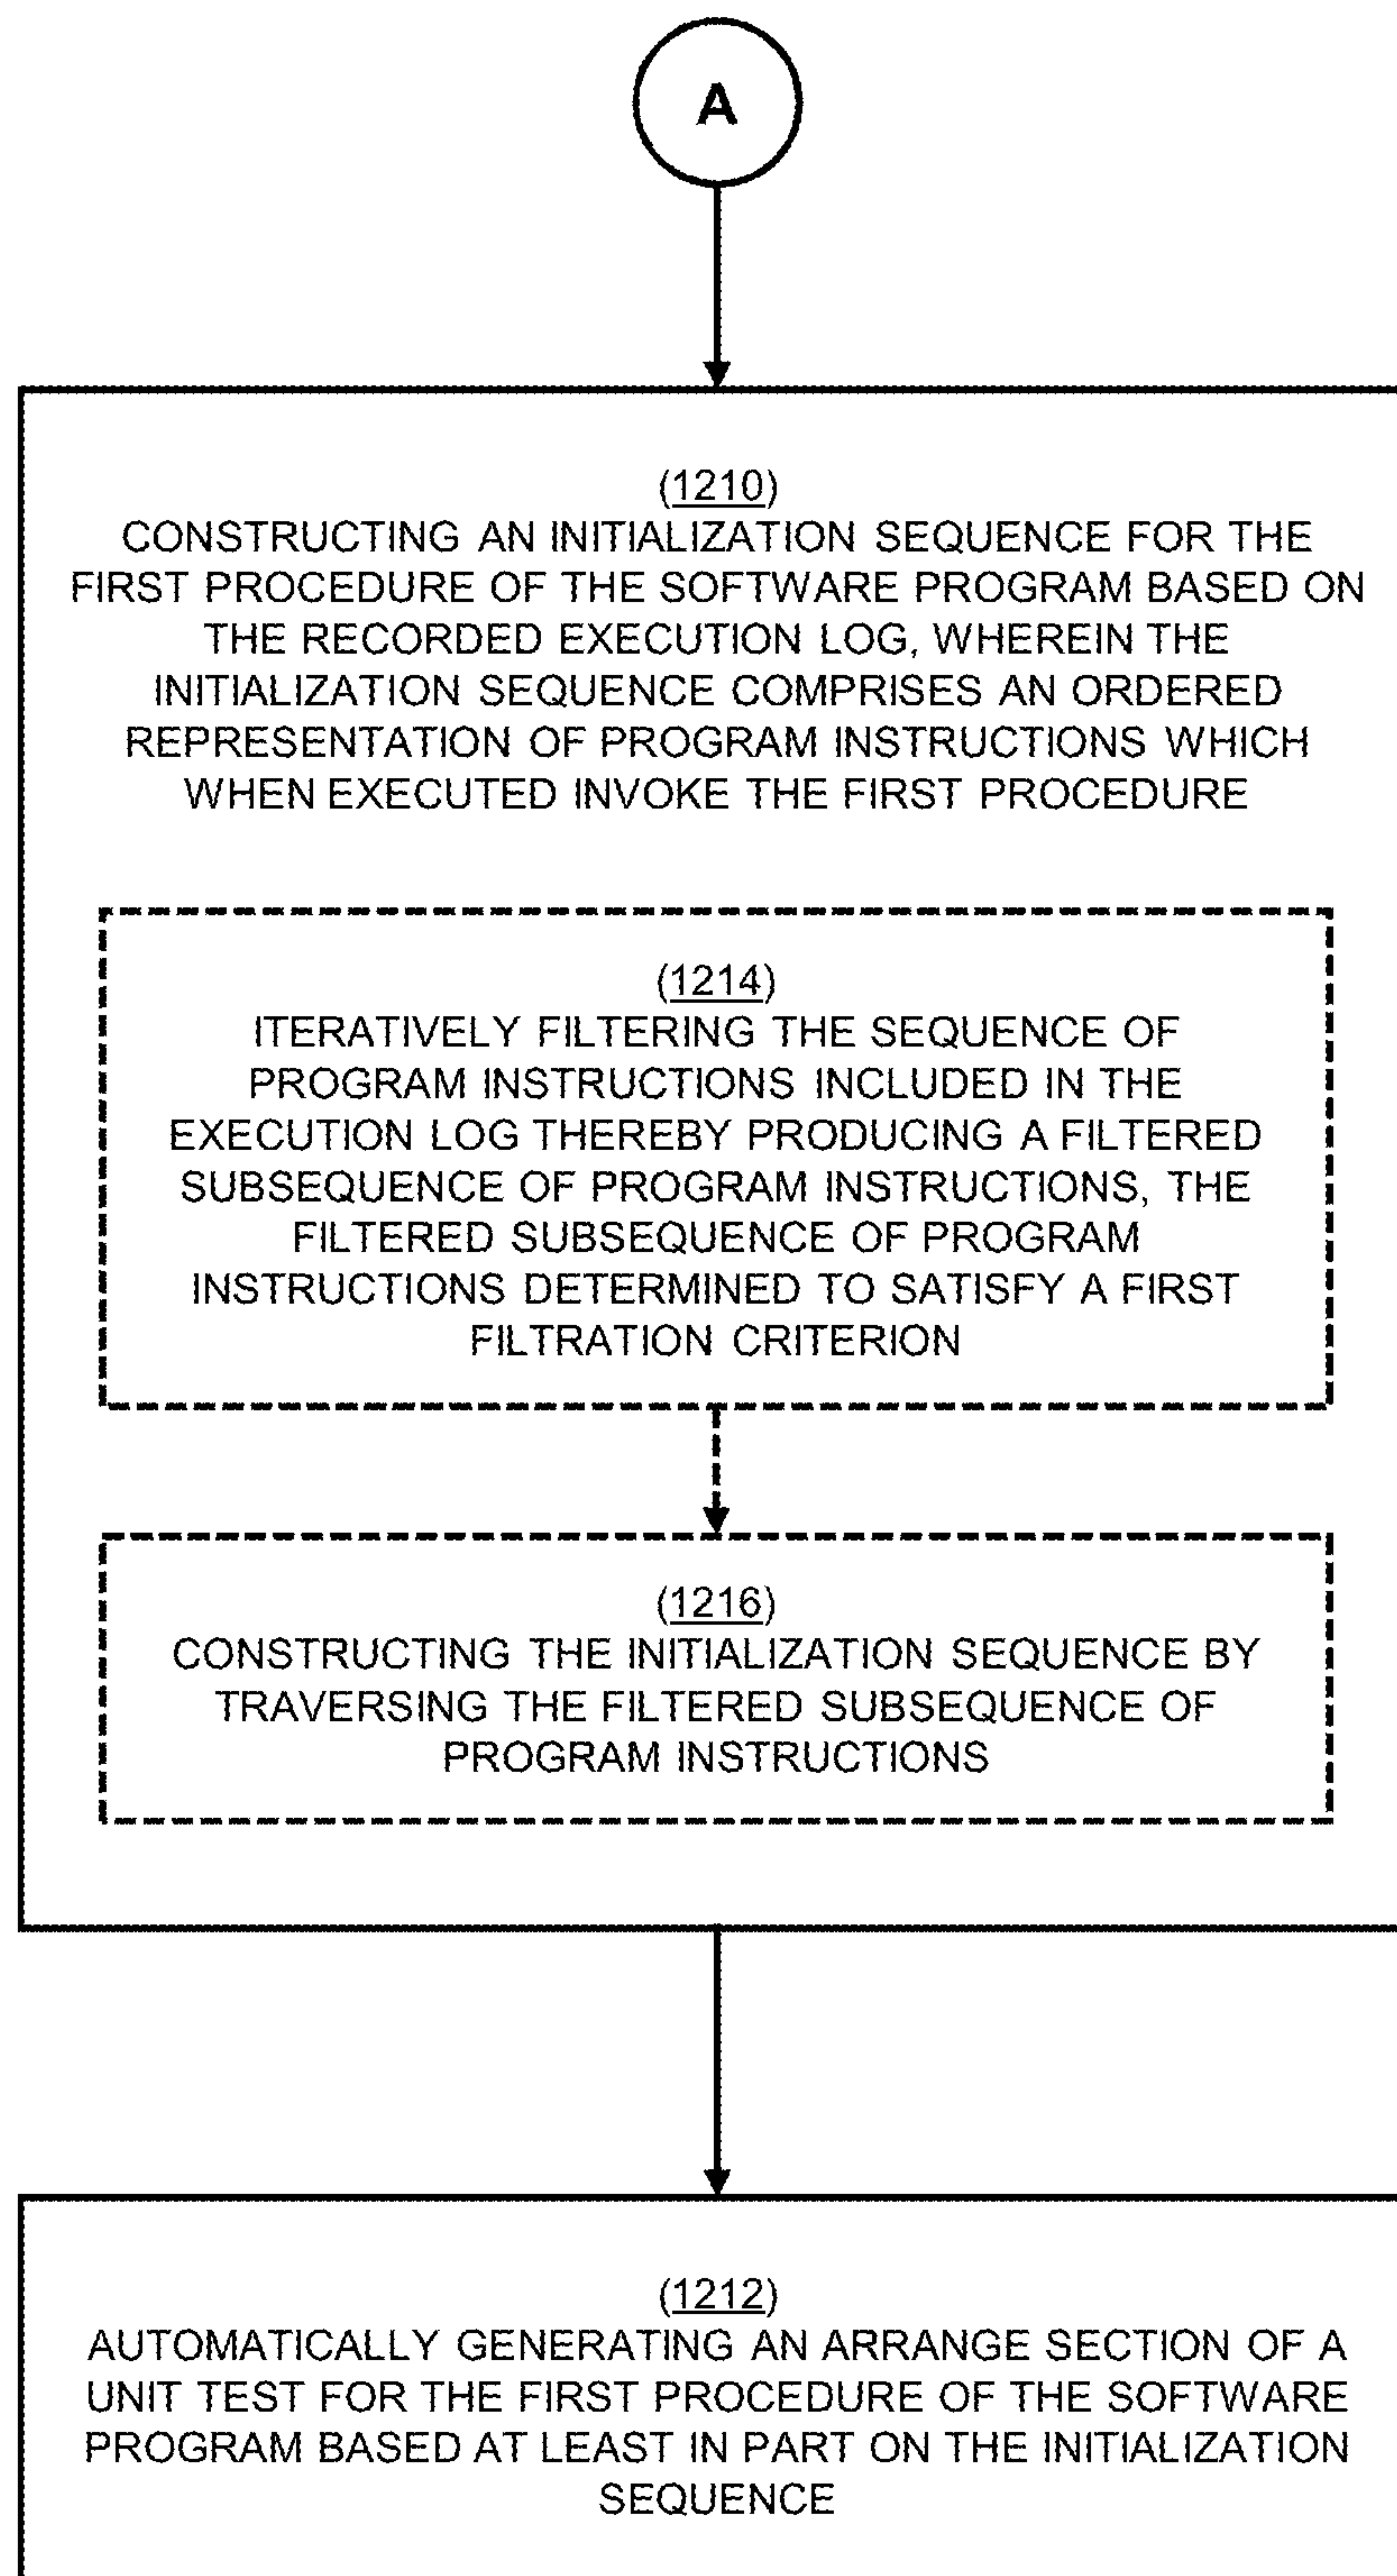 A
(1210)
CONSTRUCTING AN INITIALIZATION SEQUENCE FOR THE
FIRST PROCEDURE OF THE SOFTWARE PROGRAM BASED ON
THE RECORDED EXECUTION LOG, WHEREIN THE
INITIALIZATION SEQUENCE COMPRISES AN ORDERED
REPRESENTATION OF PROGRAM INSTRUCTIONS WHICH
WHEN EXECUTED INVOKE THE FIRST PROCEDURE
(1214)
ITERATIVELY FILTERING THE SEQUENCE OF
PROGRAM INSTRUCTIONS INCLUDED IN THE
EXECUTION LOG THEREBY PRODUCING A FILTERED
SUBSEQUENCE OF PROGRAM INSTRUCTIONS, THE
FILTERED SUBSEQUENCE OF PROGRAM
INSTRUCTIONS DETERMINED TO SATISFY A FIRST
FILTRATION CRITERION
(1216)
CONSTRUCTING THE INITIALIZATION SEQUENCE BY
TRAVERSING THE FILTERED SUBSEQUENCE OF
PROGRAM INSTRUCTIONS
(1212)
AUTOMATICALLY GENERATING AN ARRANGE SECTION OF A
UNIT TEST FOR THE FIRST PROCEDURE OF THE SOFTWARE
PROGRAM BASED AT LEAST IN PART ON THE INITIALIZATION
SEQUENCE